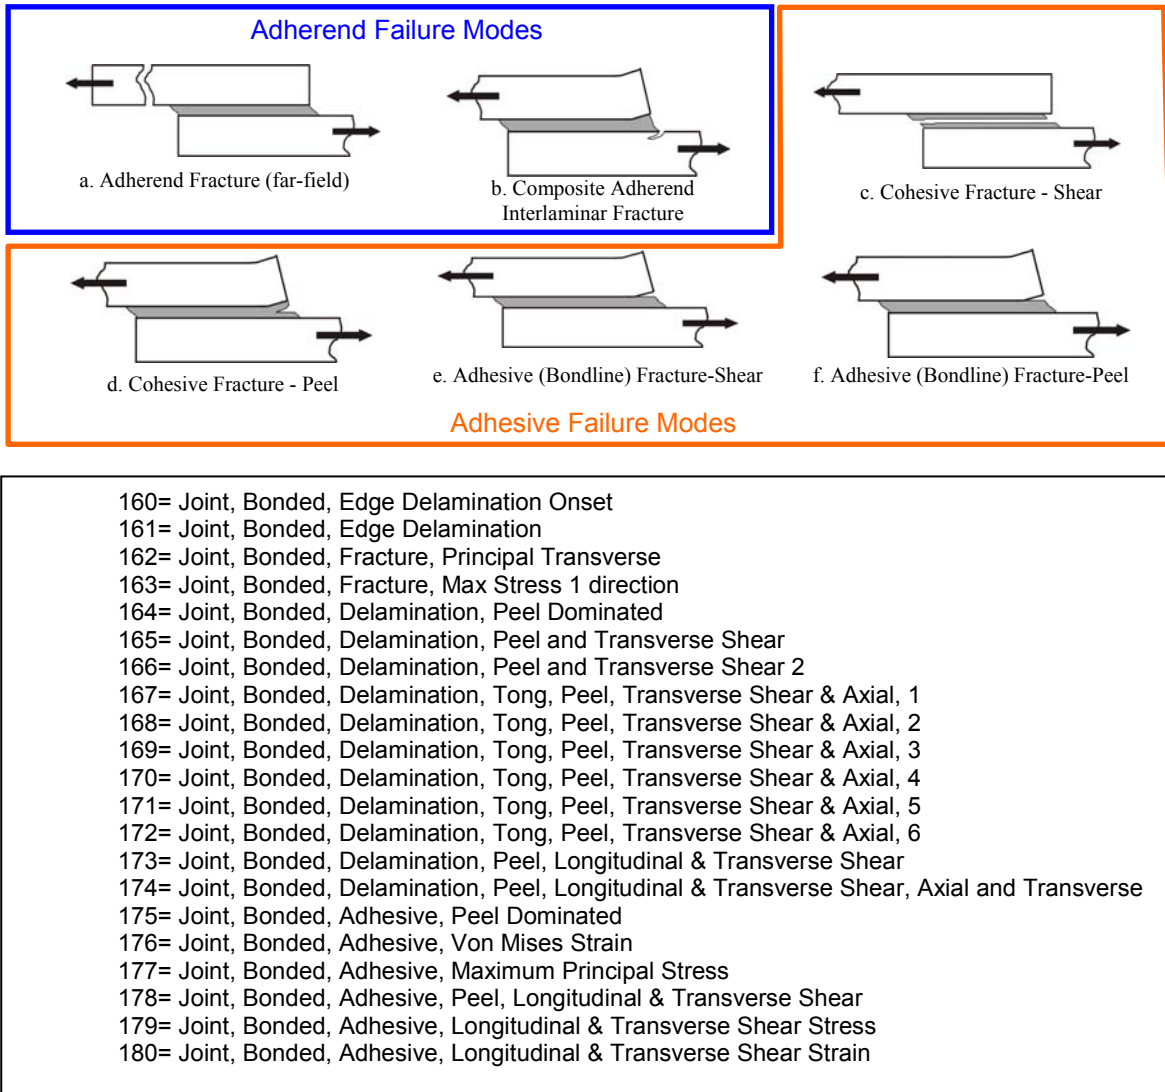 Adherend Failure Modes
a. Adherend Fracture (far-field)
b. Composite Adherend
Interlaminar Fracture
c. Cohesive Fracture - Shear
d. Cohesive Fracture - Peel
e. Adhesive (Bondline) Fracture-Shear
f. Adhesive (Bondline) Fracture-Peel
Adhesive Failure Modes
160= Joint, Bonded, Edge Delamination Onset
161= Joint, Bonded, Edge Delamination
162= Joint, Bonded, Fracture, Principal Transverse
163= Joint, Bonded, Fracture, Max Stress 1 direction
164= Joint, Bonded, Delamination, Peel Dominated
165= Joint, Bonded, Delamination, Peel and Transverse Shear
166= Joint, Bonded, Delamination, Peel and Transverse Shear 2
167= Joint, Bonded, Delamination, Tong, Peel, Transverse Shear & Axial, 1
168= Joint, Bonded, Delamination, Tong, Peel, Transverse Shear & Axial, 2
169= Joint, Bonded, Delamination, Tong, Peel, Transverse Shear & Axial, 3
170= Joint, Bonded, Delamination, Tong, Peel, Transverse Shear & Axial, 4
171= Joint, Bonded, Delamination, Tong, Peel, Transverse Shear & Axial, 5
172= Joint, Bonded, Delamination, Tong, Peel, Transverse Shear & Axial, 6
173= Joint, Bonded, Delamination, Peel, Longitudinal & Transverse Shear
174= Joint, Bonded, Delamination, Peel, Longitudinal & Transverse Shear, Axial and Transverse
175= Joint, Bonded, Adhesive, Peel Dominated
176= Joint, Bonded, Adhesive, Von Mises Strain
177= Joint, Bonded, Adhesive, Maximum Principal Stress
178= Joint, Bonded, Adhesive, Peel, Longitudinal & Transverse Shear
179= Joint, Bonded, Adhesive, Longitudinal & Transverse Shear Stress
180= Joint, Bonded, Adhesive, Longitudinal & Transverse Shear Strain